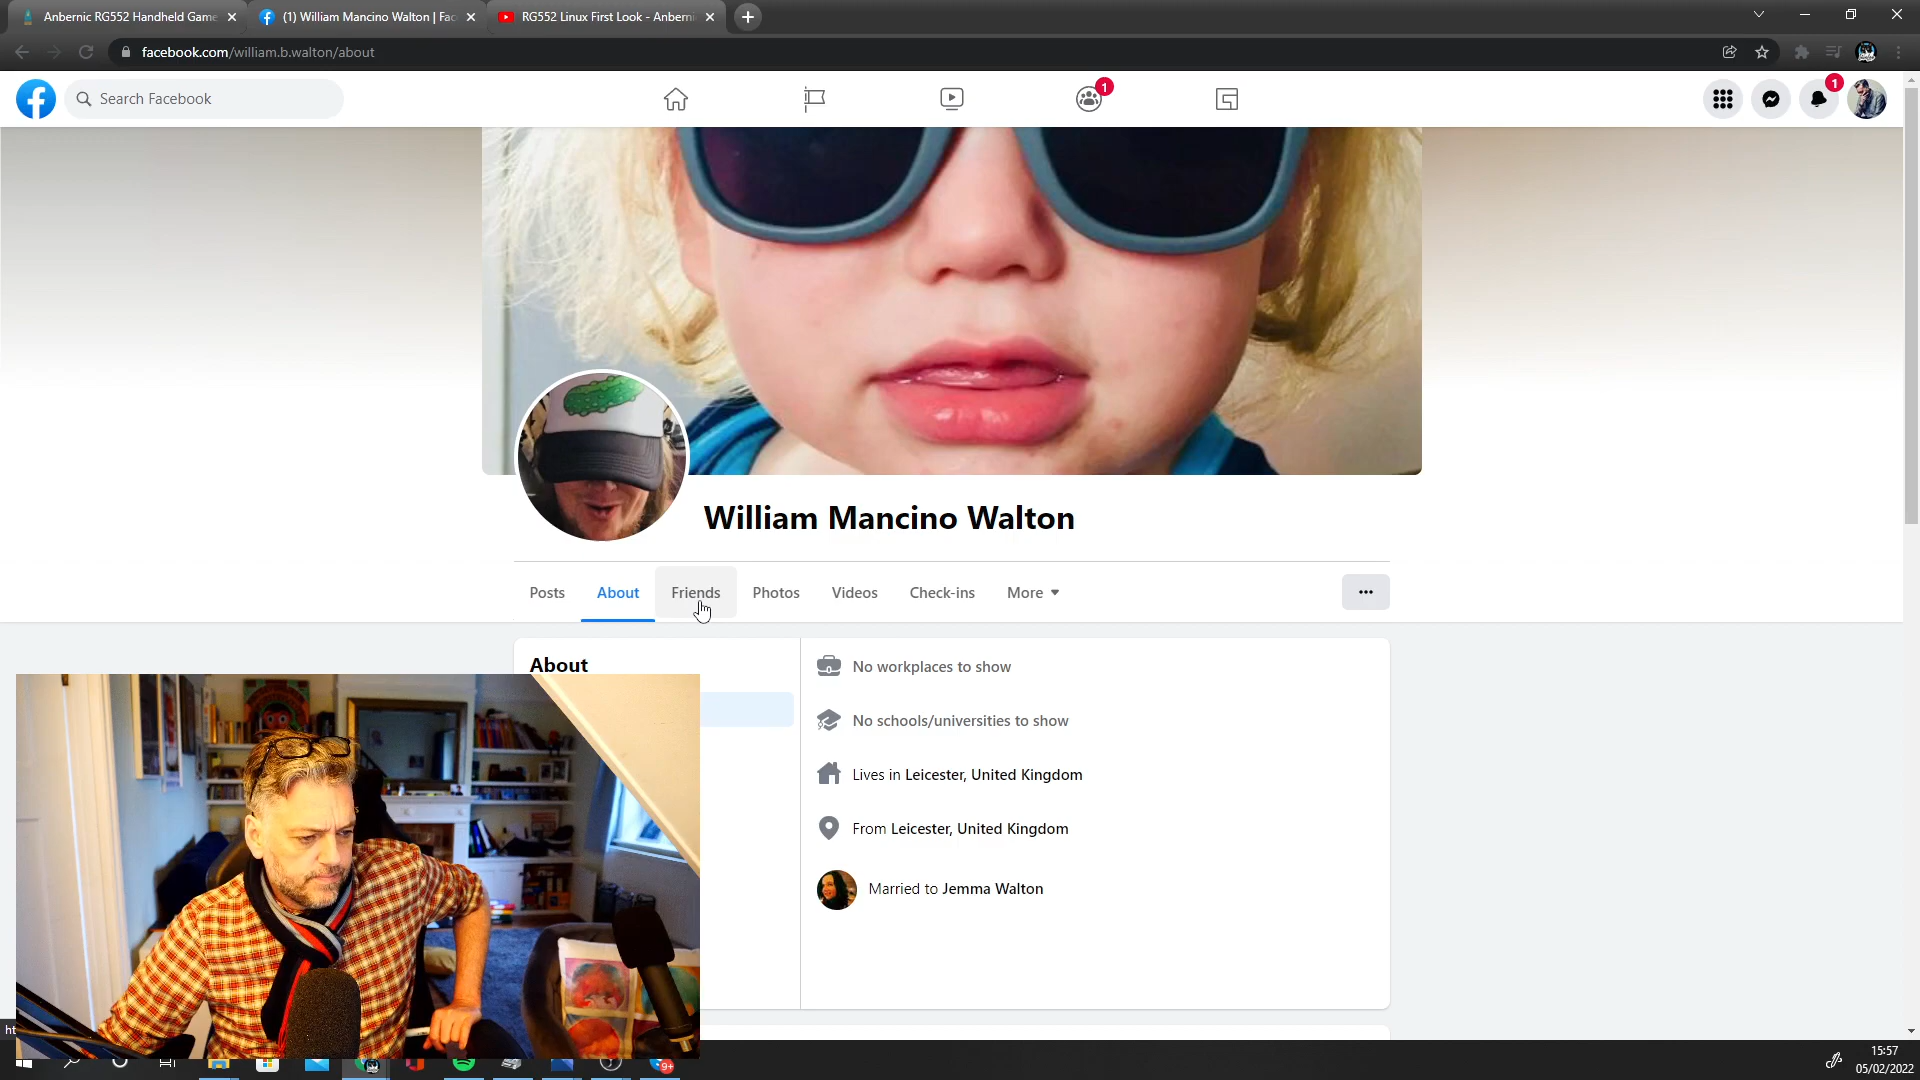 Anbernic RG552 Handheld Game
(1) William Mancino Walton | Fac
RG552 Linux First Look - Anberni
facebook.com/william.b.walton/about
Search Facebook
1
1
William Mancino Walton
Posts
About
Friends
Photos
Videos
Check-ins
More
About
No workplaces to show
No schools/universities to show
Lives in Leicester, United Kingdom
From Leicester, United Kingdom
Married to Jemma Walton
ht
9+
15:57
05/02/2022